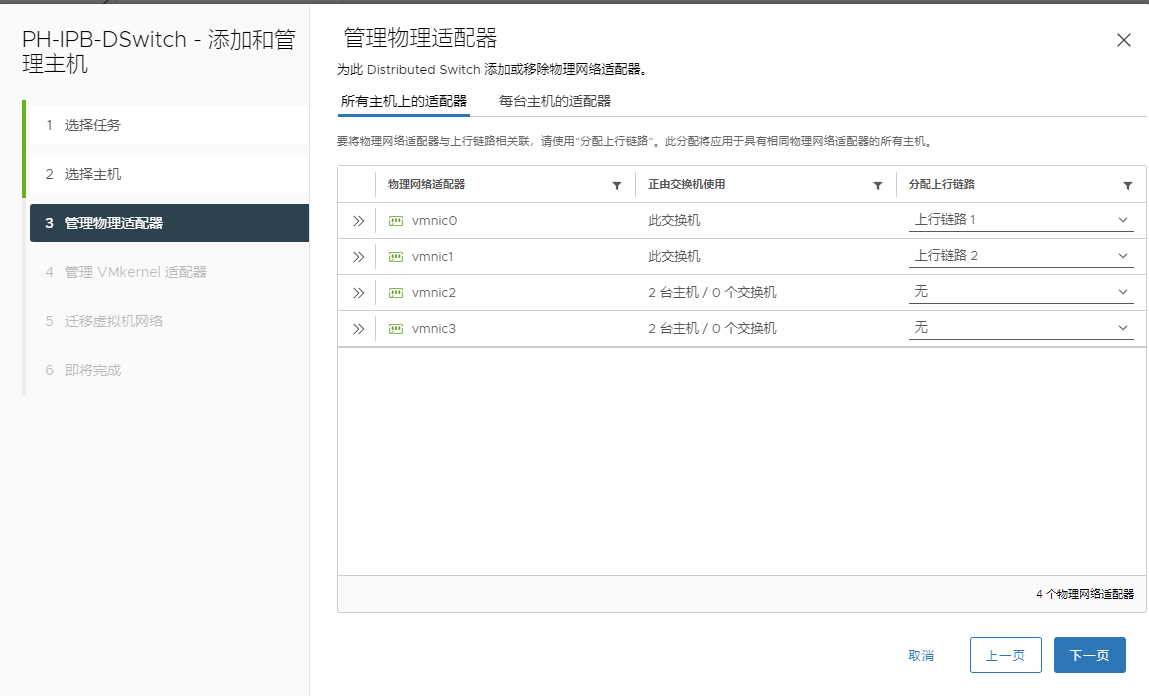 PH-IPB-DSwitch - 添加和管
理主机
1 选择任务
2 选择主机
3 管理物理适配器
4 管理 VMkernel 适配器
5 迁移虚拟机网络
6 即将完成
管理物理适配器
为此 Distributed Switch 添加或移除物理网络适配器。
所有主机上的适配器 每台主机的适配器
要将物理网络适配器与上行链路相关联，请使用“分配上行链路”。此分配将应用于具有相同物理网络适配器的所有主机。
物理网络适配器 正由交换机使用 分配上行链路
vmnic0 此交换机 上行链路 1
vmnic1 此交换机 上行链路 2
vmnic2 2 台主机 / 0 个交换机 无
vmnic3 2 台主机 / 0 个交换机 无
4 个物理网络适配器
取消 上一页 下一页